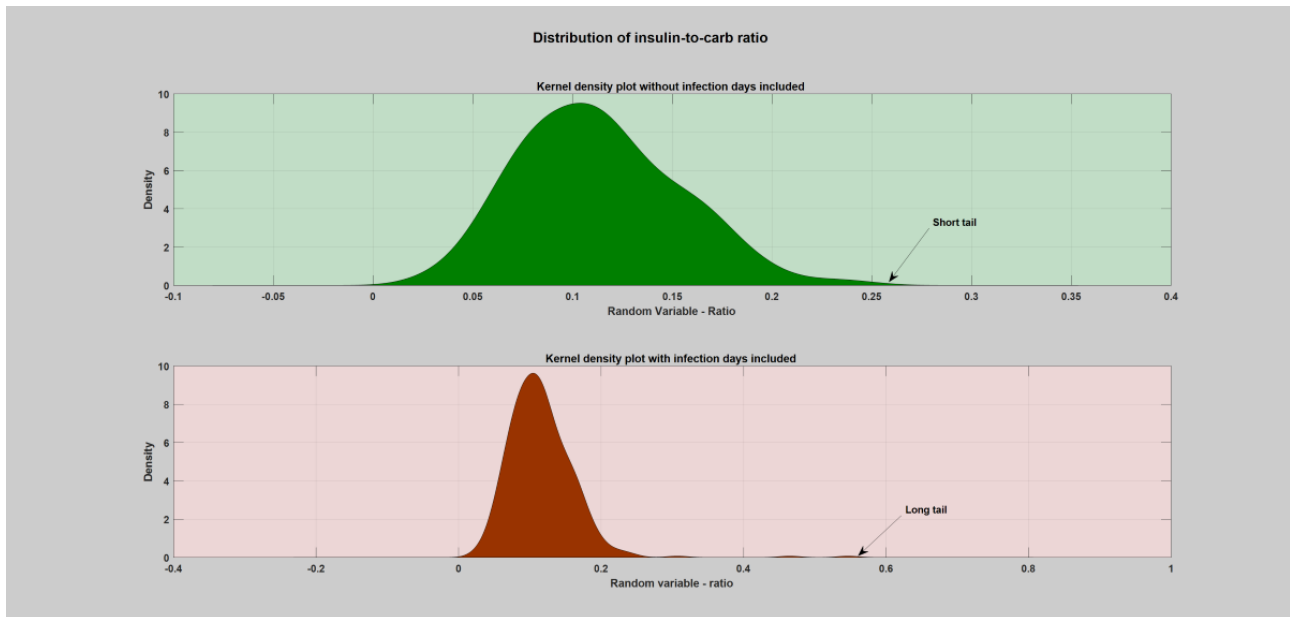 Distribution of insulin-to-carb ratio
Kernel density plot without infection days included
10
8
6
4
2
0
Density
Short tail
-0.1 -0.05 0 0.05 0.1 0.15 0.2 0.25 0.3 0.35 0.4
Random Variable - Ratio
Kernel density plot with infection days included
10
8
6
4
2
0
Density
Long tail
-0.4 -0.2 0 0.2 0.4 0.6 0.8 1
Random variable - ratio